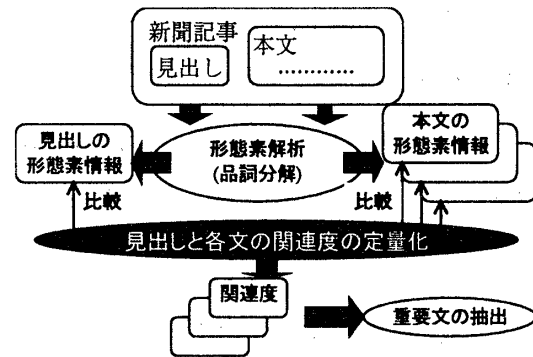 新聞記事
見出し
本文
…………
見出しの
形態素情報
形態素解析
(品詞分解)
本文の
形態素情報
比較
比較
見出しと各文の関連度の定量化
関連度
重要文の抽出